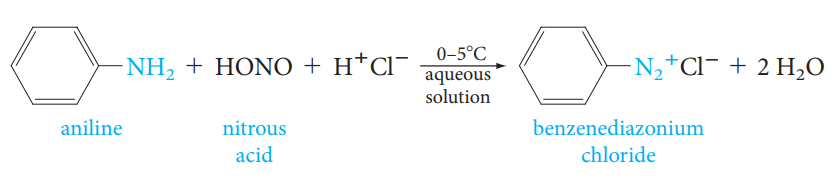 NH₂ + HONO + H⁺Cl⁻ 0–5°C N₂⁺Cl⁻ + 2 H₂O
aqueous
solution
aniline nitrous benzenediazonium
acid chloride